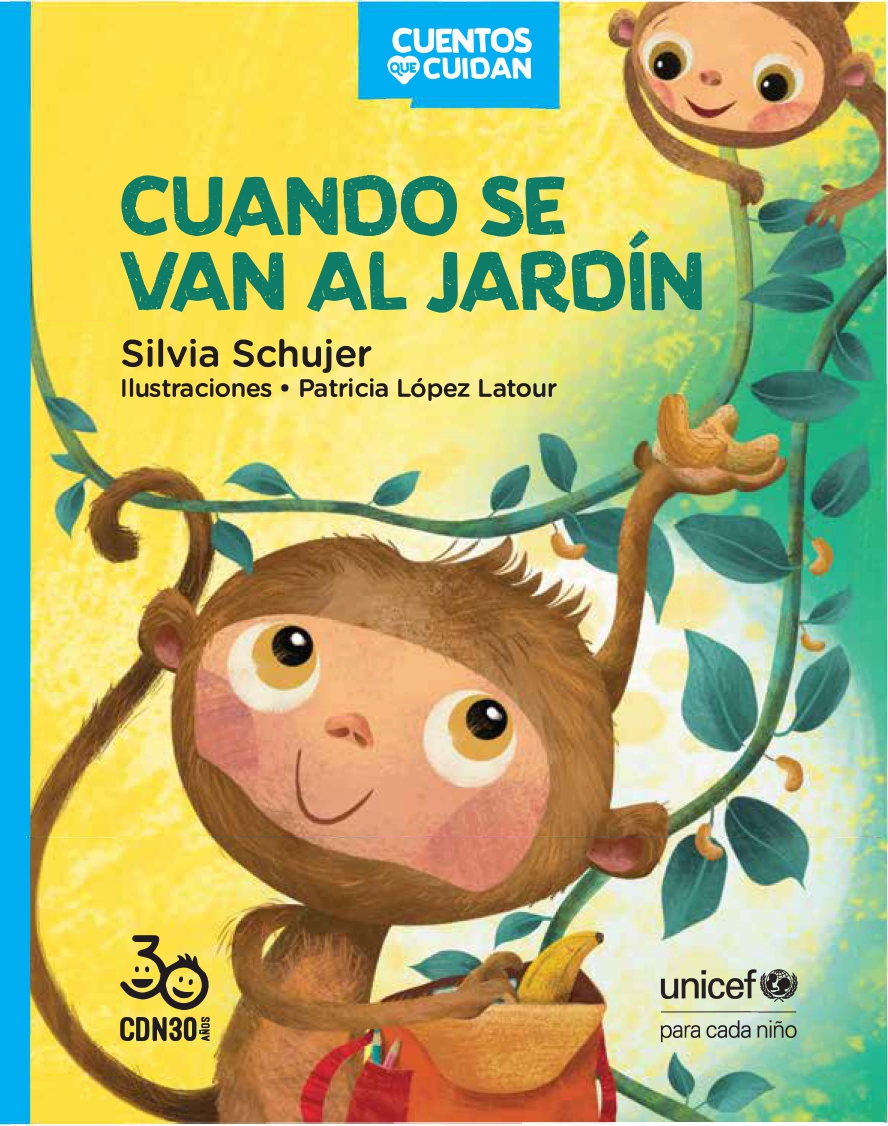 CUENTOS
QUE CUIDAN
CUANDO SE
VAN AL JARDÍN
Silvia Schujer
Ilustraciones • Patricia López Latour
30
CDN30 AÑOS
unicef
para cada niño